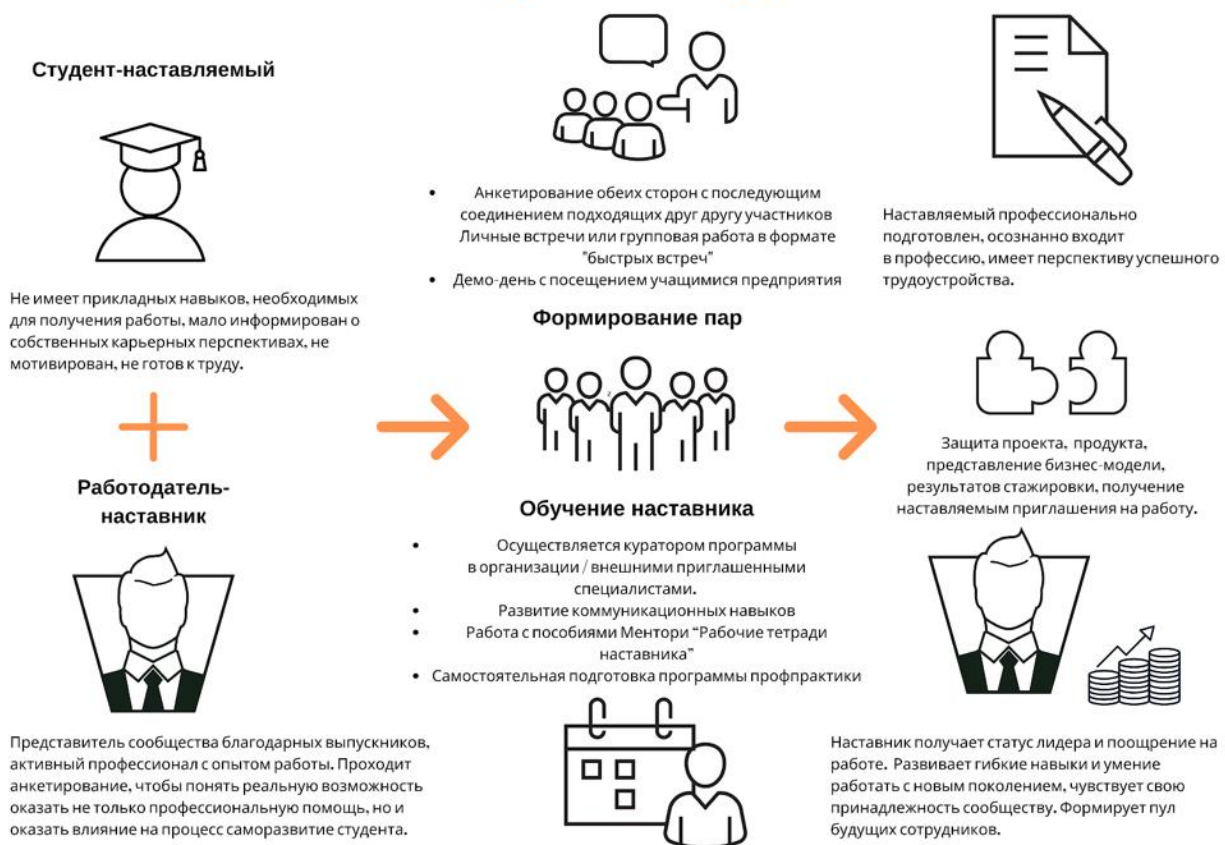 Студент-наставляемый
Не имеет прикладных навыков, необходимых
для получения работы, мало информирован о
собственных карьерных перспективах, не
мотивирован, не готов к труду.
Работодатель-
наставник
Представитель сообщества благодарных выпускников,
активный профессионал с опытом работы. Проходит
анкетирование, чтобы понять реальную возможность
оказать не только профессиональную помощь, но и
оказать влияние на процесс саморазвитие студента.
• Анкетирование обеих сторон с последующим
соединением подходящих друг другу участников
Личные встречи или групповая работа в формате
"быстрых встреч"
• Демо-день с посещением учащимися предприятия
Формирование пар
z
Обучение наставника
• Осуществляется куратором программы
в организации / внешними приглашенными
специалистами.
• Развитие коммуникационных навыков
• Работа с пособиями Ментори “Рабочие тетради
наставника”
• Самостоятельная подготовка программы профпрактики
Наставляемый профессионально
подготовлен, осознанно входит
в профессию, имеет перспективу успешного
трудоустройства.
Защита проекта, продукта,
представление бизнес-модели,
результатов стажировки, получение
наставляемым приглашения на работу.
Наставник получает статус лидера и поощрение на
работе. Развивает гибкие навыки и умение
работать с новым поколением, чувствует свою
принадлежность сообществу. Формирует пул
будущих сотрудников.